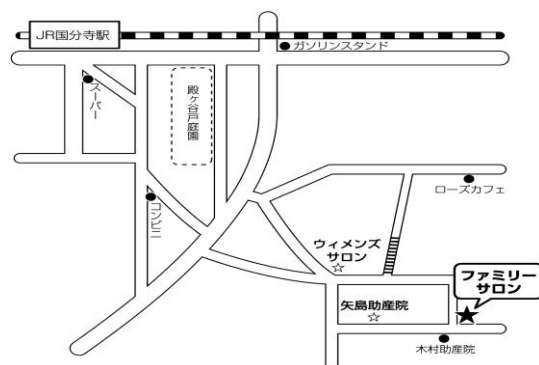 JR国分寺駅
ガソリンスタンド
スーパー
殿ヶ谷戸庭園
ローズカフェ
コンビニ
ウィメンズ
サロン
ファミリー
サロン
矢島助産院
木村助産院